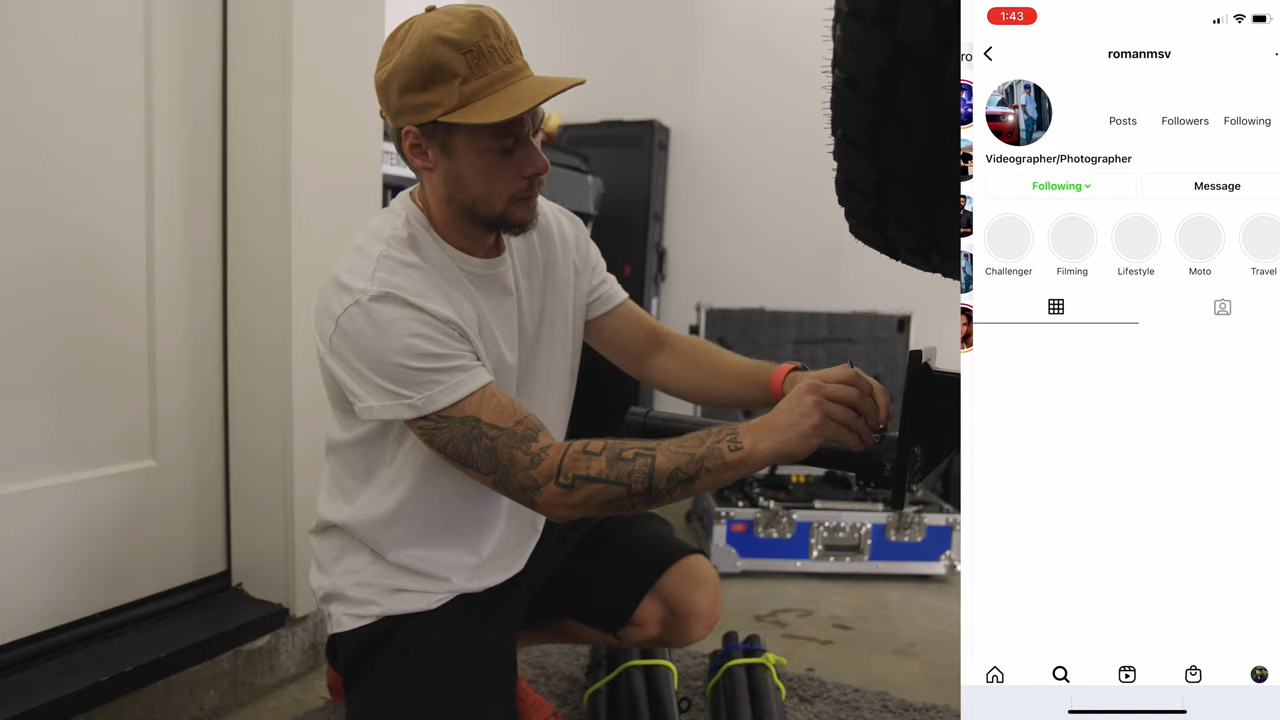 1:43
romanmsv
Posts Followers Following
Videographer/Photographer
Following
Message
Challenger Filming Lifestyle Moto Travel